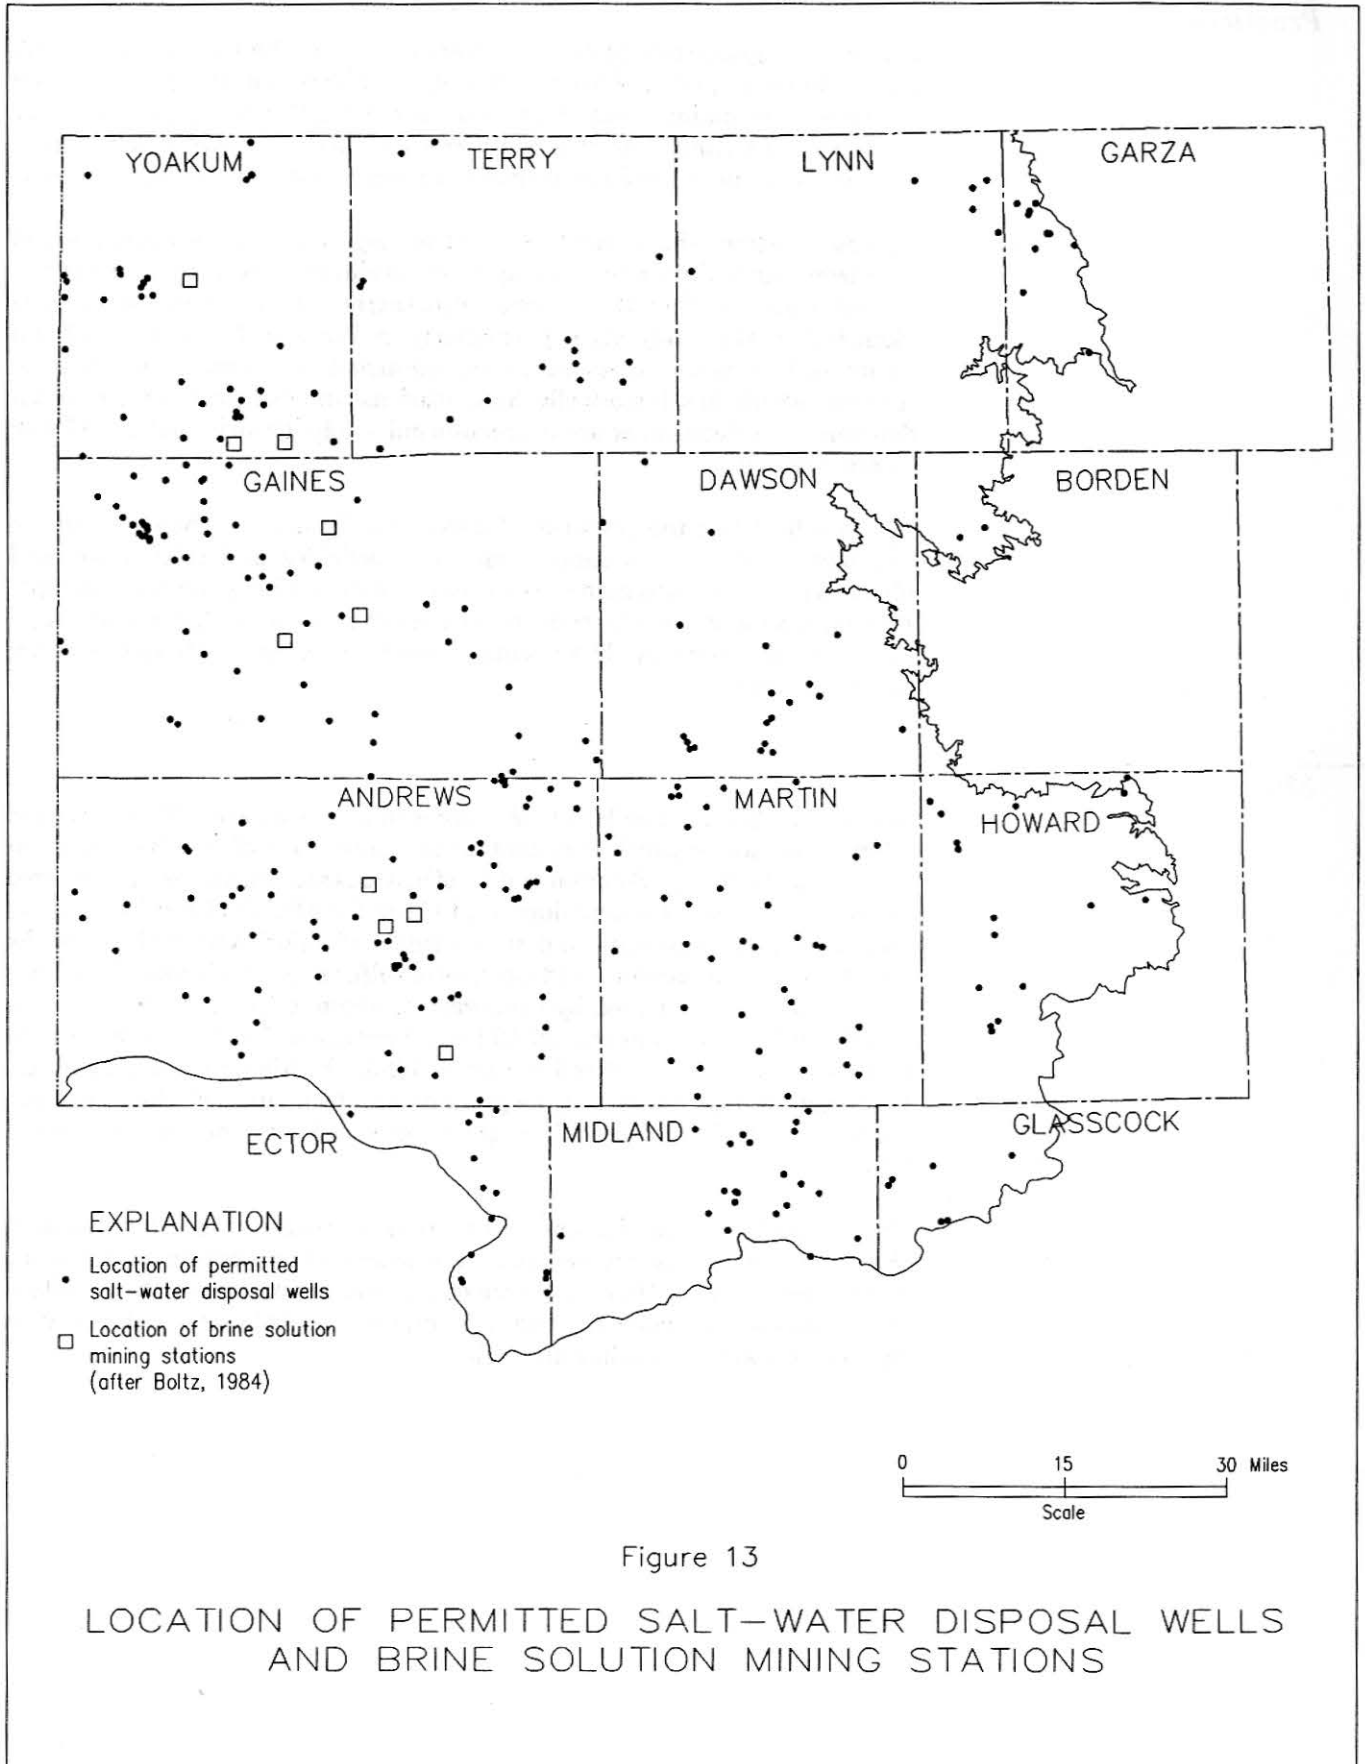 YOAKUM
TERRY
LYNN
GARZA
GAINES
DAWSON
BORDEN
ANDREWS
MARTIN
HOWARD
ECTOR
MIDLAND
GLASSCOCK
EXPLANATION
Location of permitted
salt-water disposal wells
Location of brine solution
mining stations
(after Boltz, 1984)
0 15 30 Miles
Scale
Figure 13
LOCATION OF PERMITTED SALT-WATER DISPOSAL WELLS
AND BRINE SOLUTION MINING STATIONS